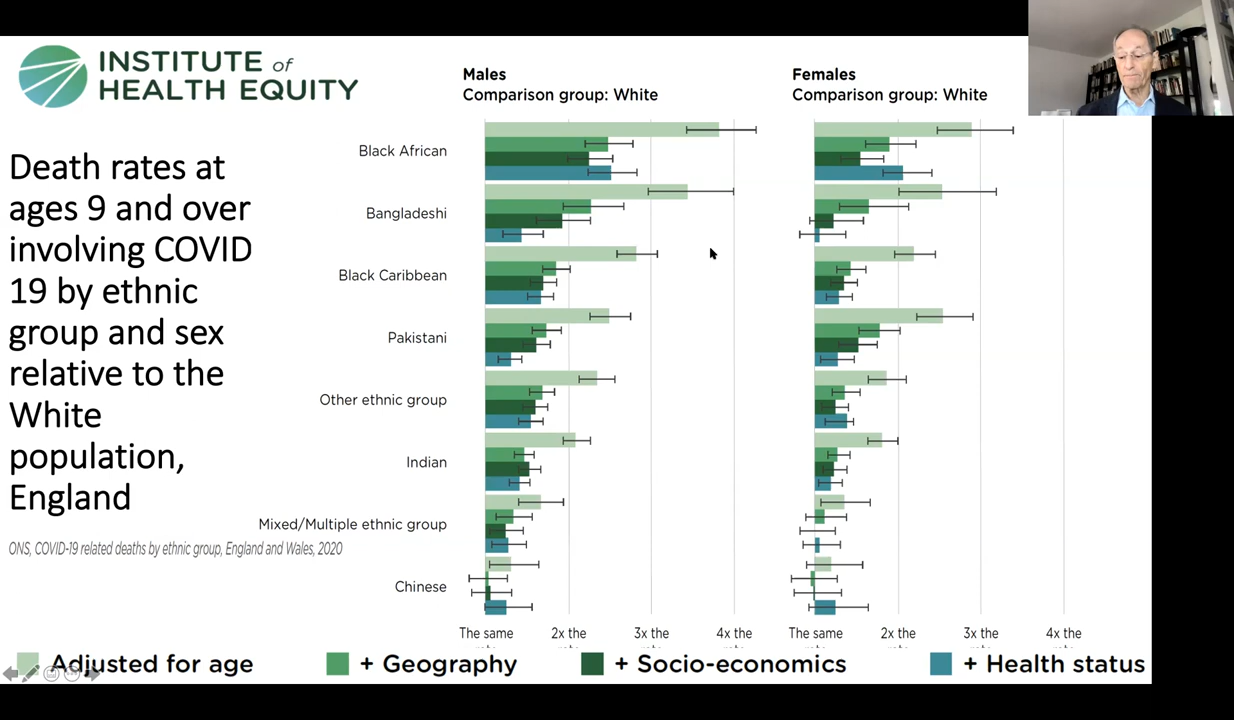 INSTITUTE of
HEALTH EQUITY
Death rates at
ages 9 and over
involving COVID
19 by ethnic
group and sex
relative to the
White
population,
England
ONS, COVID-19 related deaths by ethnic group, England and Wales, 2020
Males
Comparison group: White
Females
Comparison group: White
Black African
Bangladeshi
Black Caribbean
Pakistani
Other ethnic group
Indian
Mixed/Multiple ethnic group
Chinese
The same 2x the 3x the 4x the
The same 2x the 3x the 4x the
Adjusted for age + Geography + Socio-economics + Health status